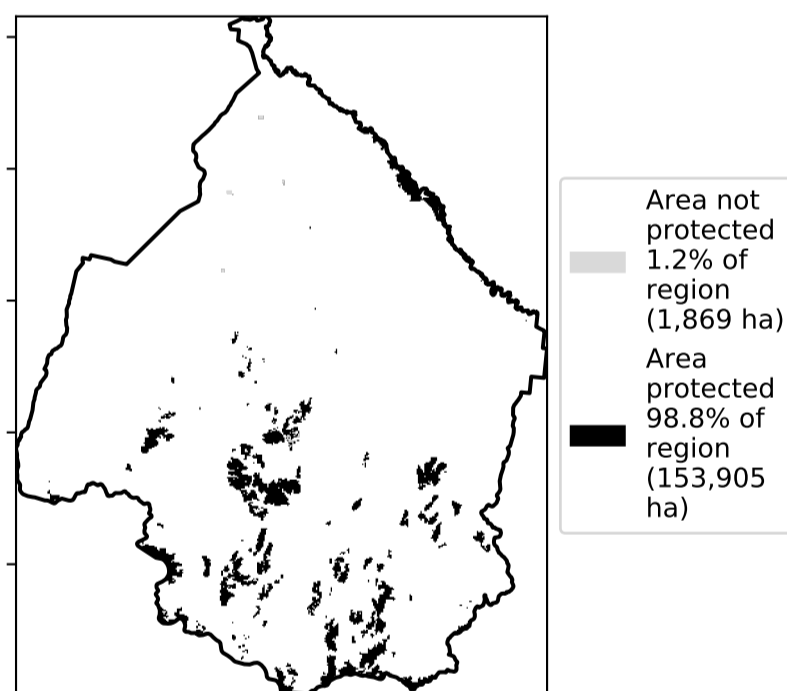 Area not
protected
1.2% of
region
(1,869 ha)
Area
protected
98.8% of
region
(153,905
ha)